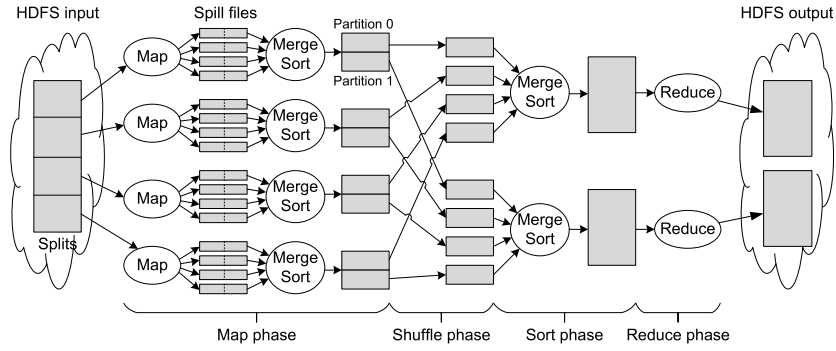 HDFS input
Spill files
Partition 0
HDFS output
Map
Merge
Sort
Partition 1
Merge
Sort
Reduce
Map
Merge
Sort
Map
Merge
Sort
Merge
Sort
Reduce
Splits
Map
Merge
Sort
Map phase
Shuffle phase
Sort phase
Reduce phase